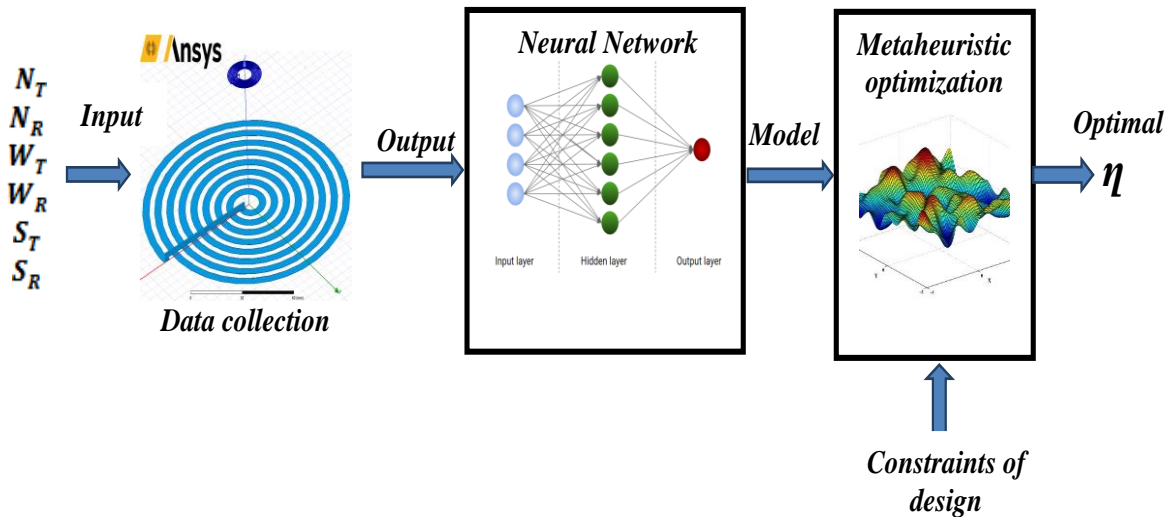 N_T
N_R
W_T
W_R
S_T
S_R
Input
Ansys
Data collection
Output
Neural Network
Input layer
Hidden layer
Output layer
Model
Metaheuristic
optimization
Optimal
η
Constraints of
design